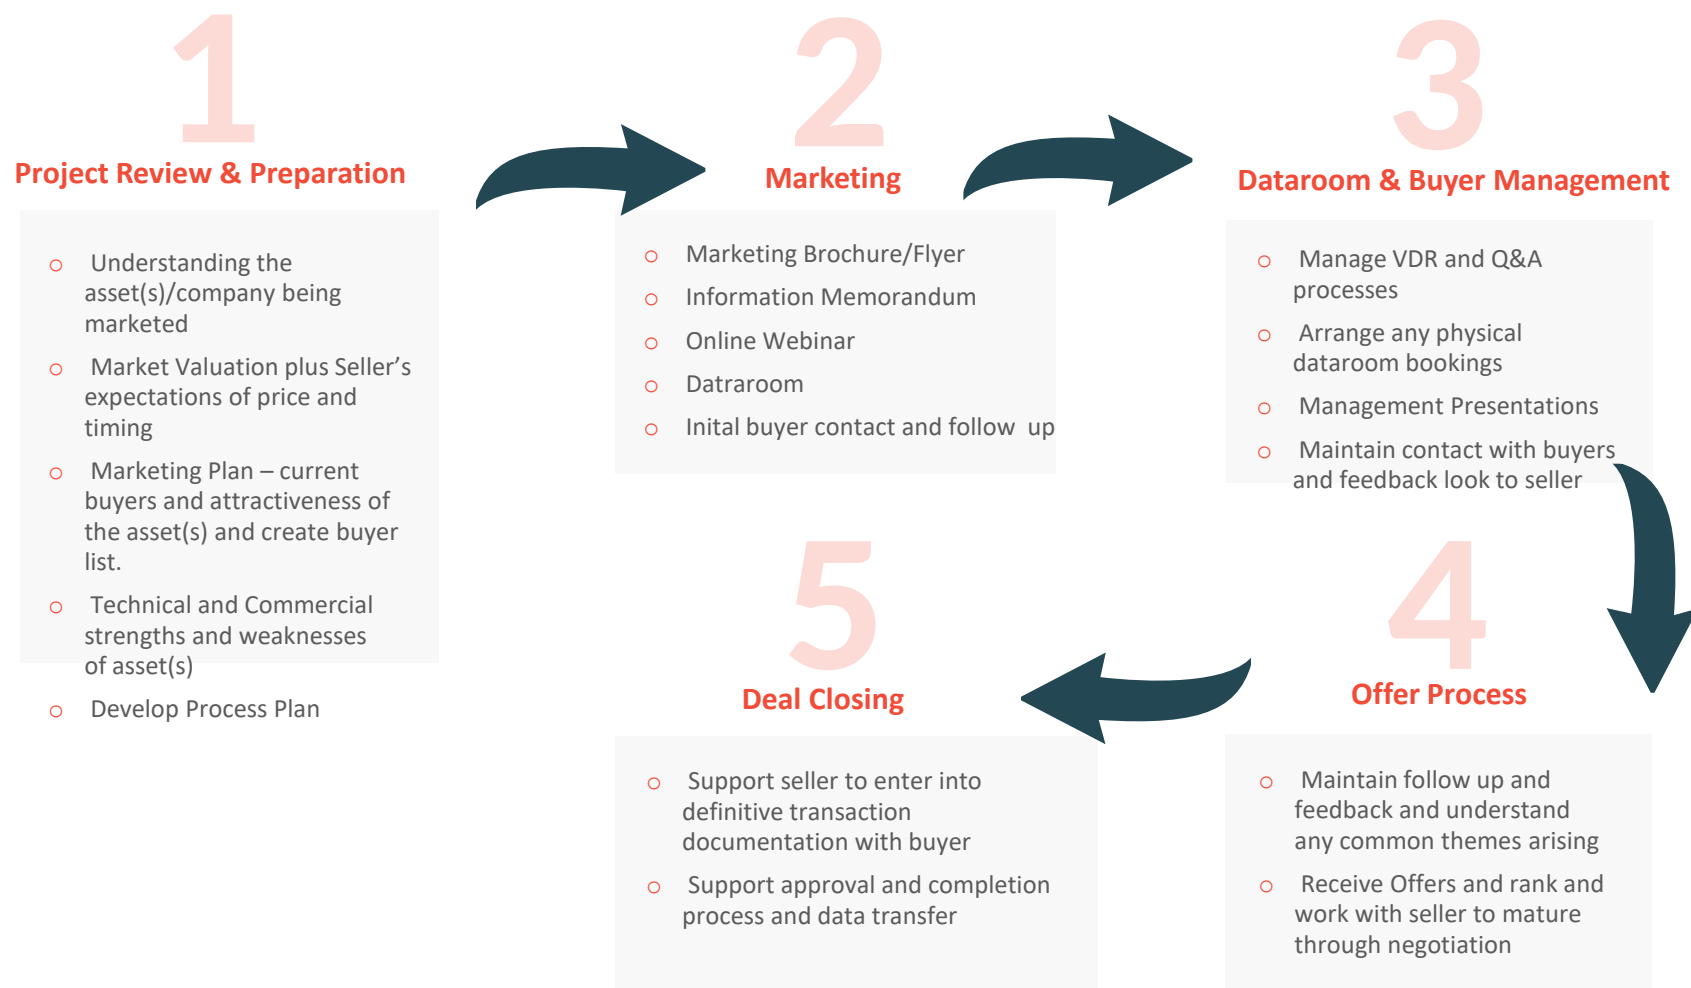 1
Project Review & Preparation
o Understanding the
asset(s)/company being
marketed
o Market Valuation plus Seller’s
expectations of price and
timing
o Marketing Plan – current
buyers and attractiveness of
the asset(s) and create buyer
list.
o Technical and Commercial
strengths and weaknesses
of asset(s)
o Develop Process Plan
2
Marketing
o Marketing Brochure/Flyer
o Information Memorandum
o Online Webinar
o Datraroom
o Inital buyer contact and follow up
3
Dataroom & Buyer Management
o Manage VDR and Q&A
processes
o Arrange any physical
dataroom bookings
o Management Presentations
o Maintain contact with buyers
and feedback look to seller
4
Offer Process
o Maintain follow up and
feedback and understand
any common themes arising
o Receive Offers and rank and
work with seller to mature
through negotiation
5
Deal Closing
o Support seller to enter into
definitive transaction
documentation with buyer
o Support approval and completion
process and data transfer